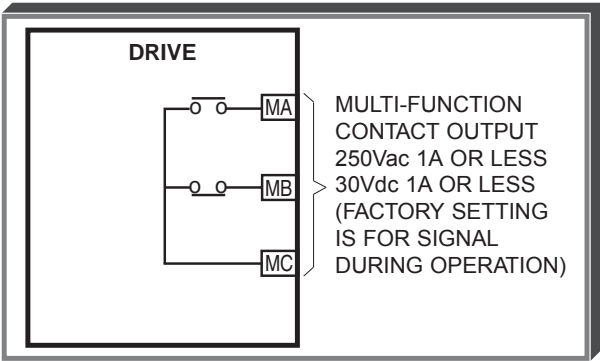 DRIVE
MA
MULTI-FUNCTION
CONTACT OUTPUT
250Vac 1A OR LESS
MB
30Vdc 1A OR LESS
(FACTORY SETTING
IS FOR SIGNAL
MC
DURING OPERATION)